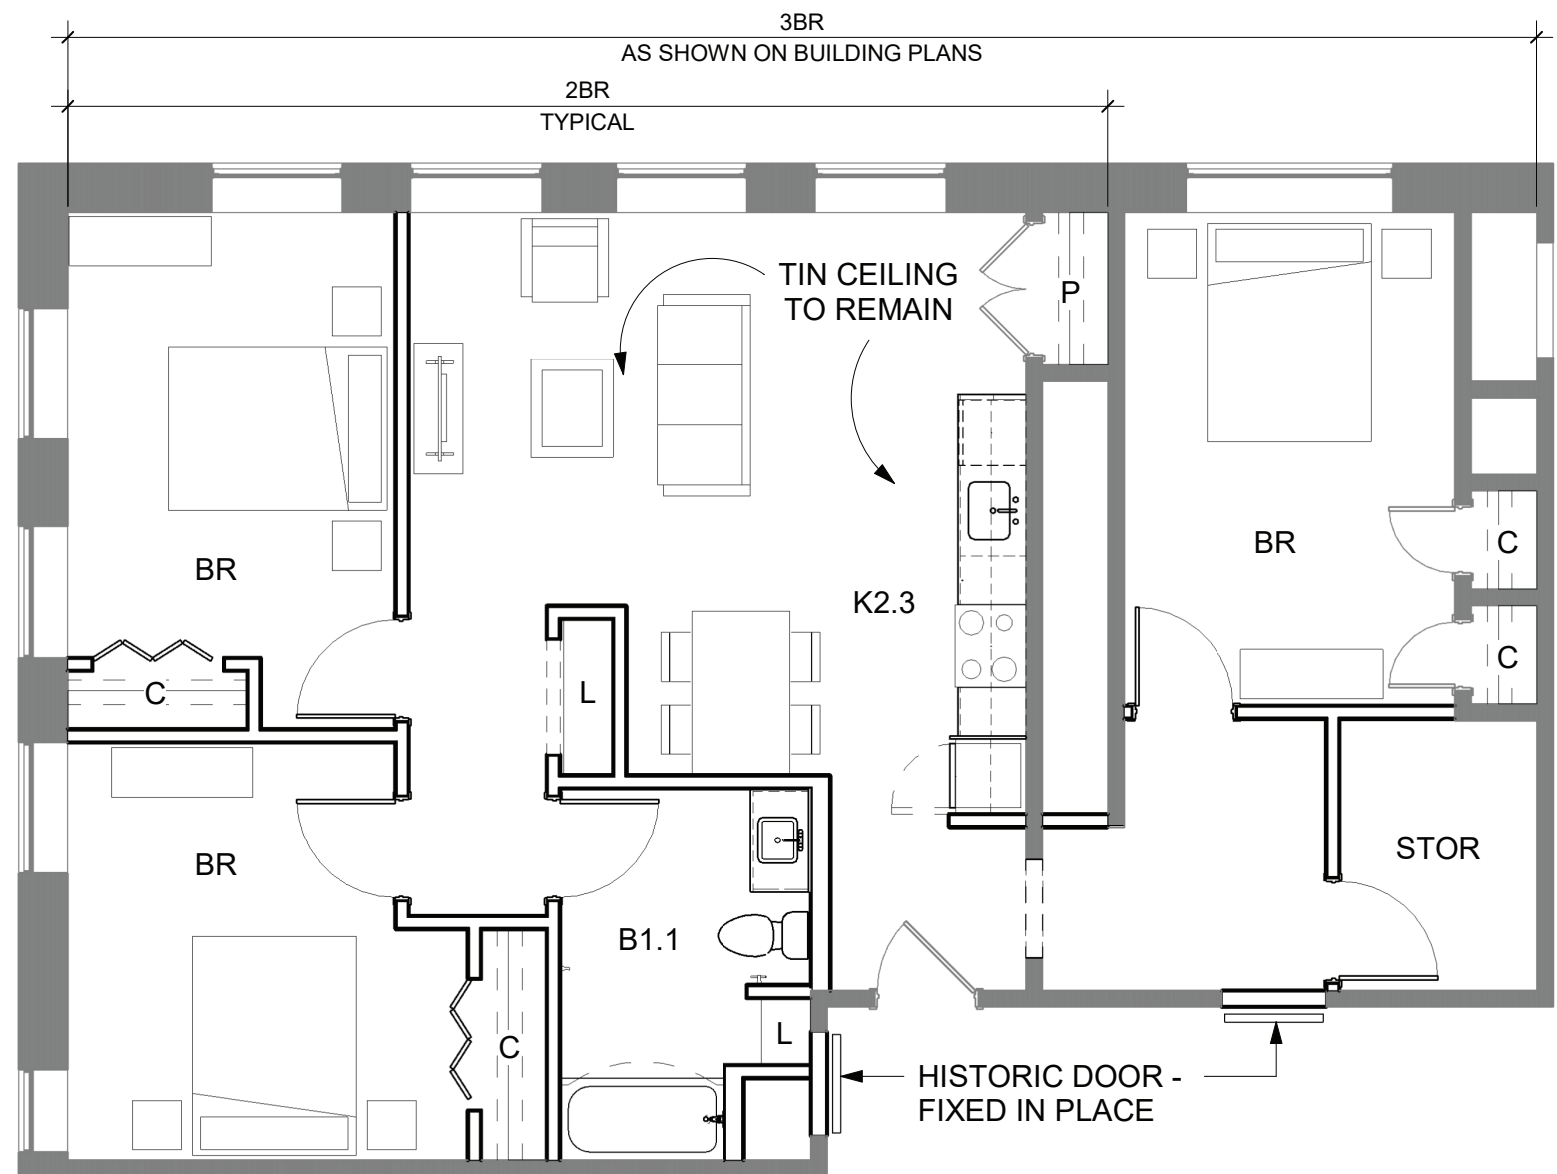 3BR
AS SHOWN ON BUILDING PLANS
2BR
TYPICAL
TIN CEILING
TO REMAIN
P
BR
BR
C
K2.3
C
C
L
BR
STOR
B1.1
C
L
HISTORIC DOOR -
FIXED IN PLACE